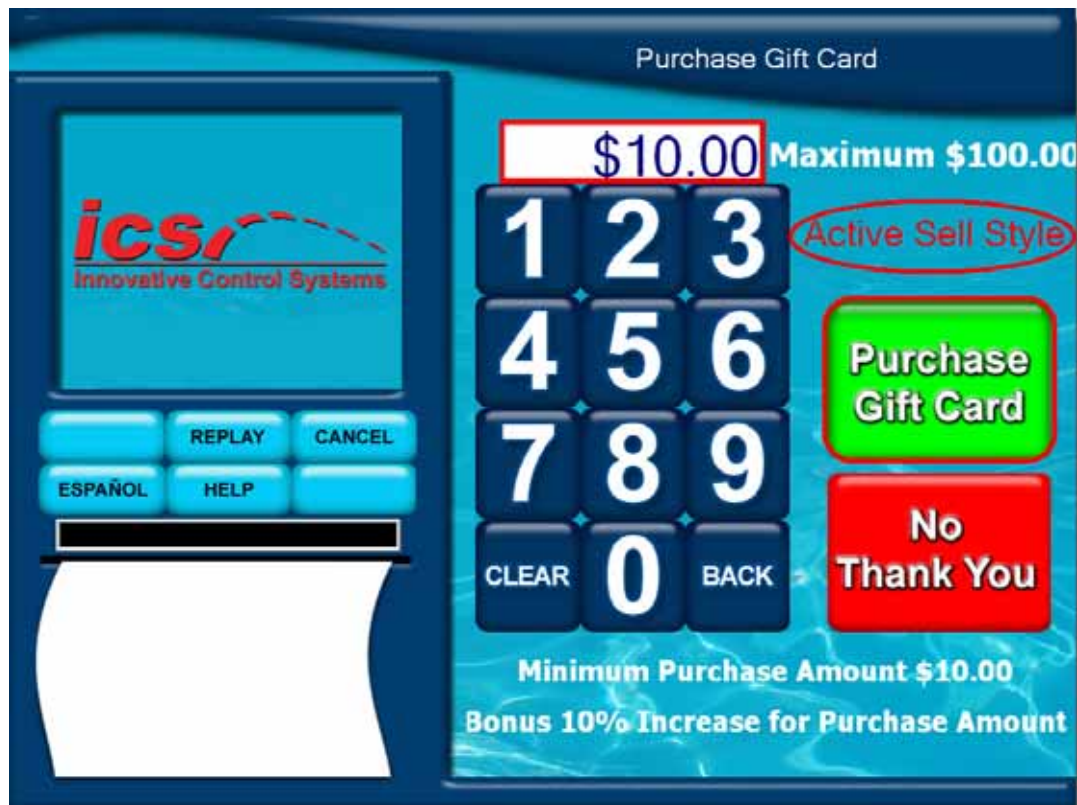 Purchase Gift Card
$10.00
Maximum $100.00
ics
Innovative Control Systems
1 2 3
Active Sell Style
4 5 6
Purchase
Gift Card
REPLAY CANCEL
ESPAÑOL HELP
7 8 9
CLEAR 0 BACK
No
Thank You
Minimum Purchase Amount $10.00
Bonus 10% Increase for Purchase Amount